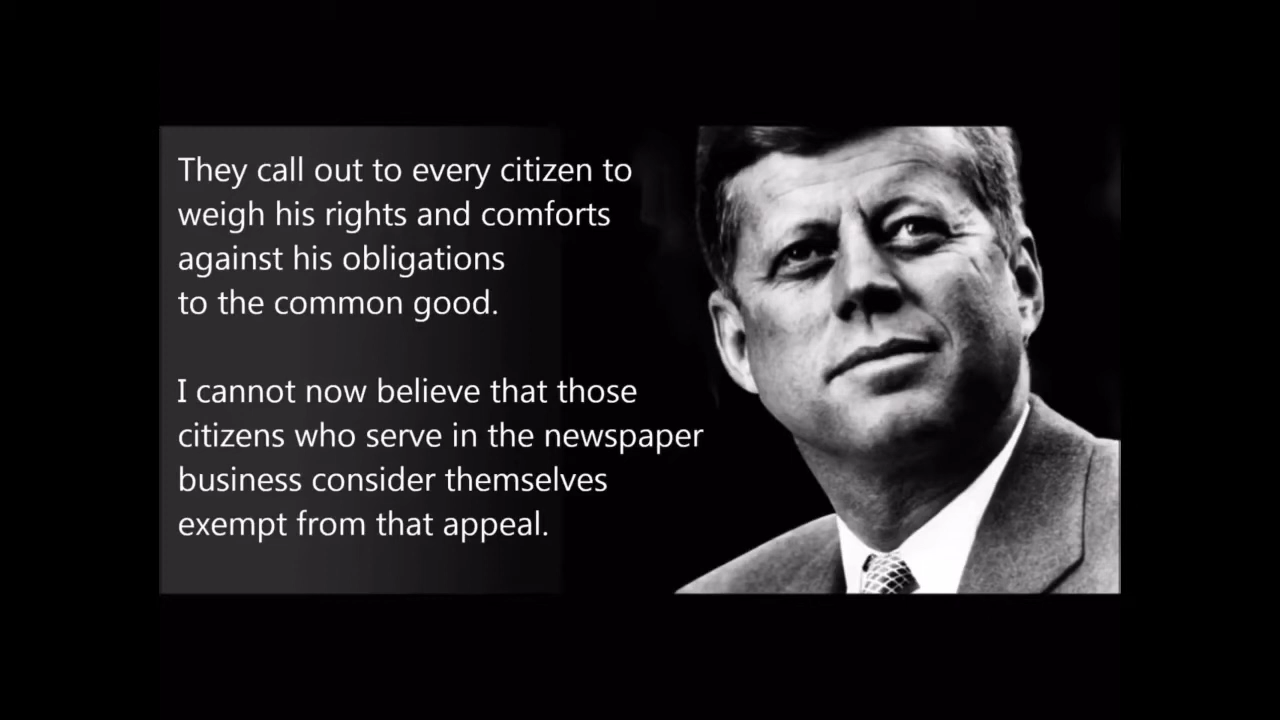 They call out to every citizen to
weigh his rights and comforts
against his obligations
to the common good.
I cannot now believe that those
citizens who serve in the newspaper
business consider themselves
exempt from that appeal.